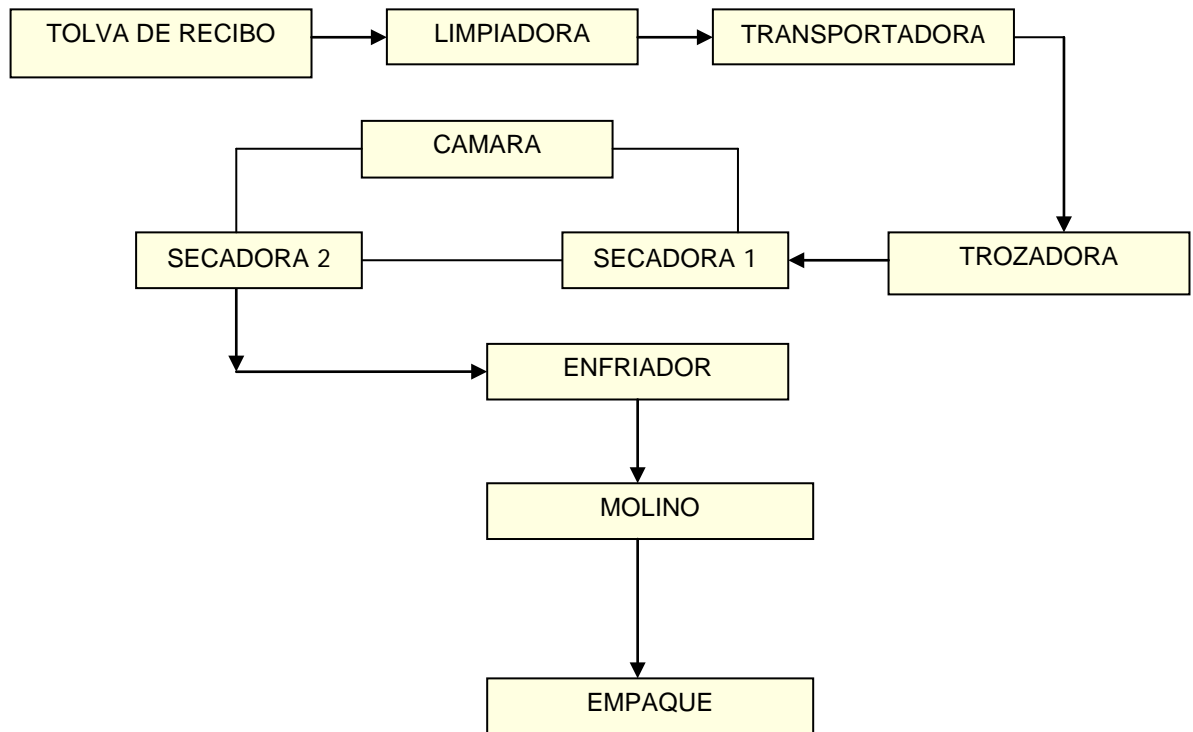 TOLVA DE RECIBO
LIMPIADORA
TRANSPORTADORA
CAMARA
SECADORA 2
SECADORA 1
TROZADORA
ENFRIADOR
MOLINO
EMPAQUE